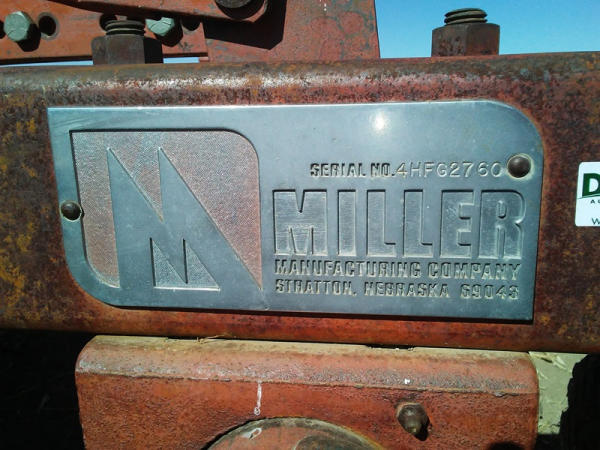 SERIAL NO. 4HFG2760
MILLER
MANUFACTURING COMPANY
STRATTON, NEBRASKA 69043